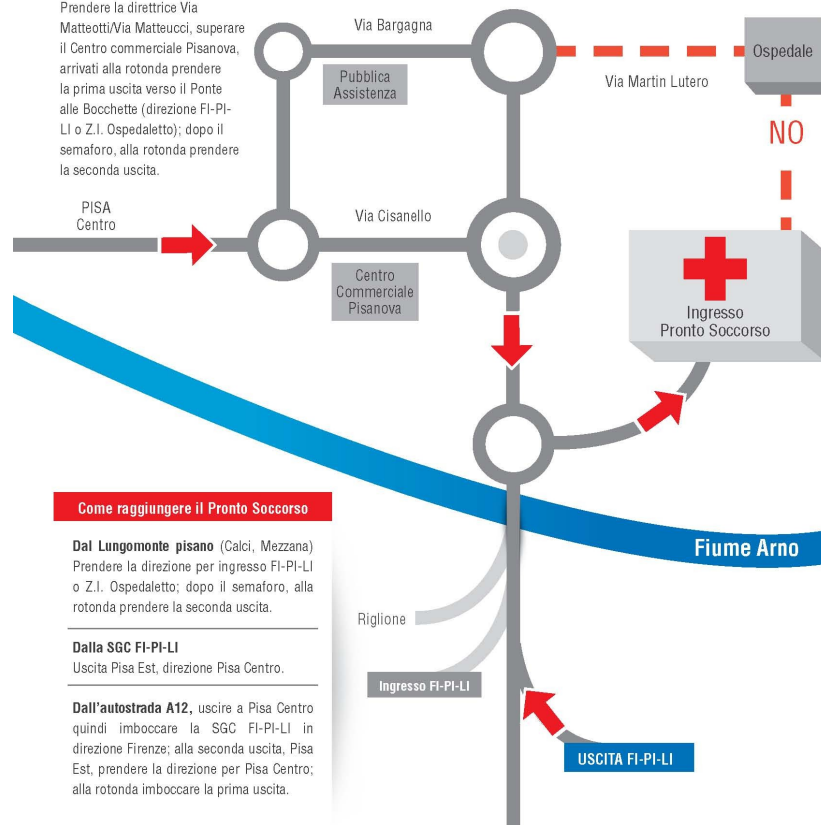 Prendere la direttrice Via
Matteotti/Via Matteucci, superare
il Centro commerciale Pisanova,
arrivati alla rotonda prendere
la prima uscita verso il Ponte
alle Bocchette (direzione FI-PI-
LI o Z.I. Ospedaletto); dopo il
semaforo, alla rotonda prendere
la seconda uscita.
Via Bargagna
Pubblica
Assistenza
Via Martin Lutero
Ospedale
NO
PISA
Centro
Via Cisanello
Centro
Commerciale
Pisanova
Ingresso
Pronto Soccorso
Fiume Arno
Come raggiungere il Pronto Soccorso
Dal Lungomonte pisano (Calci, Mezzana)
Prendere la direzione per ingresso FI-PI-LI
o Z.I. Ospedaletto; dopo il semaforo, alla
rotonda prendere la seconda uscita.
Dalla SGC FI-PI-LI
Uscita Pisa Est, direzione Pisa Centro.
Dall'autostrada A12, uscire a Pisa Centro
quindi imboccare la SGC FI-PI-LI in
direzione Firenze; alla seconda uscita, Pisa
Est, prendere la direzione per Pisa Centro;
alla rotonda imboccare la prima uscita.
Riglione
Ingresso FI-PI-LI
USCITA FI-PI-LI